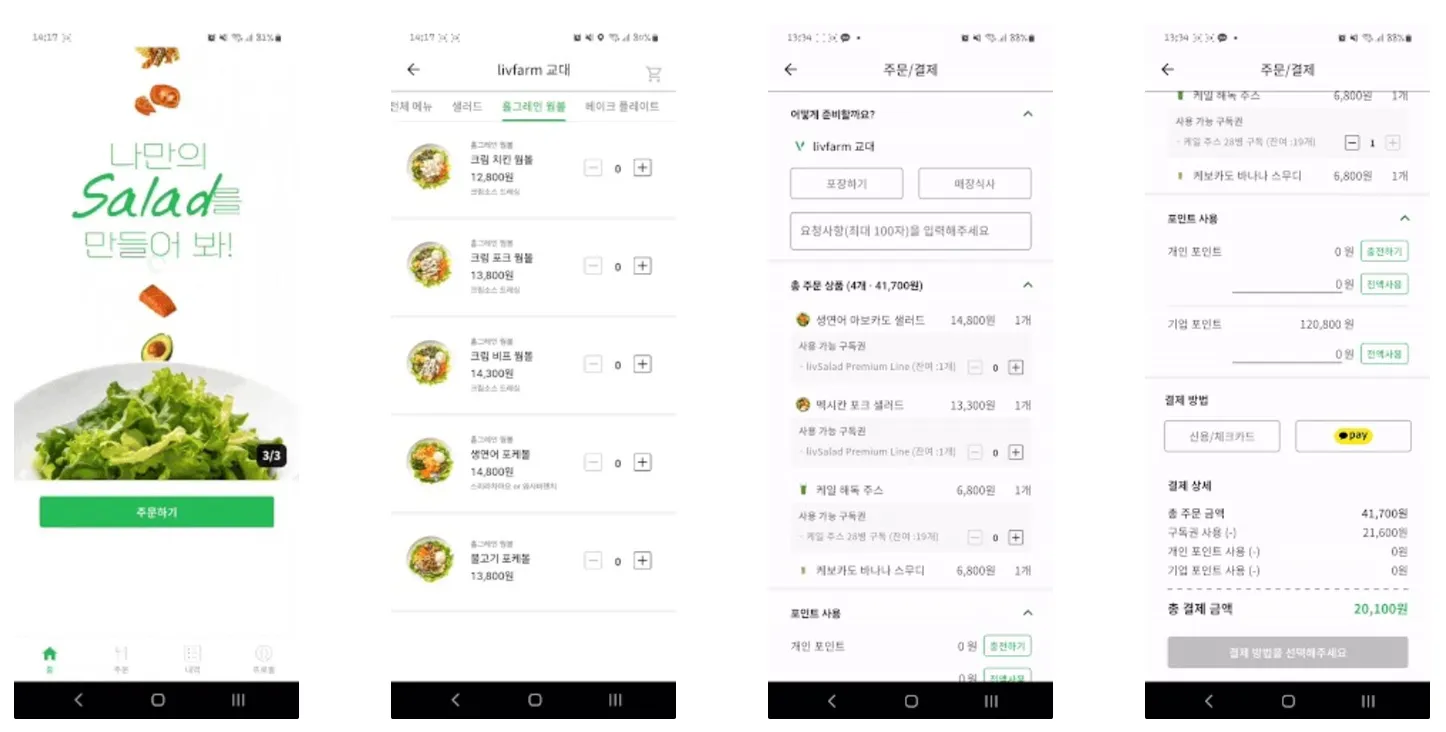 14:17
81%
나만의
Salad를
만들어 봐!
3/3
주문하기
홈
주문
내역
프로필
14:17
80%
livfarm 교대
전체 메뉴 샐러드 홀그레인 웜볼 베이크 플레이트
홀그레인 웜볼
크림 치킨 웜볼
12,800원
크림소스 드레싱
0
홀그레인 웜볼
크림 포크 웜볼
13,800원
크림소스 드레싱
0
홀그레인 웜볼
크림 비프 웜볼
14,300원
크림소스 드레싱
0
홀그레인 웜볼
생연어 포케볼
14,800원
스리라차마요 or 와사비랜치
0
홀그레인 웜볼
불고기 포케볼
13,800원
0
13:34
83%
주문/결제
어떻게 준비할까요?
livfarm 교대
포장하기 매장식사
요청사항(최대 100자)을 입력해주세요
총 주문 상품 (4개 · 41,700원)
생연어 아보카도 샐러드 14,800원 1개
사용 가능 구독권
- livSalad Premium Line (잔여 :1개) 0
멕시칸 포크 샐러드 13,300원 1개
사용 가능 구독권
- livSalad Premium Line (잔여 :1개) 0
케일 해독 주스 6,800원 1개
사용 가능 구독권
- 케일 주스 28병 구독 (잔여 :19개) 0
케보카도 바나나 스무디 6,800원 1개
포인트 사용
개인 포인트 0 원 충전하기
0 원 전액사용
13:34
83%
주문/결제
케일 해독 주스 6,800원 1개
사용 가능 구독권
- 케일 주스 28병 구독 (잔여 :19개) 1
케보카도 바나나 스무디 6,800원 1개
포인트 사용
개인 포인트 0 원 충전하기
0 원 전액사용
기업 포인트 120,800 원
0 원 전액사용
결제 방법
신용/체크카드 pay
결제 상세
총 주문 금액 41,700원
구독권 사용 (-) 21,600원
개인 포인트 사용 (-) 0원
기업 포인트 사용 (-) 0원
총 결제 금액 20,100원
결제 방법을 선택해주세요